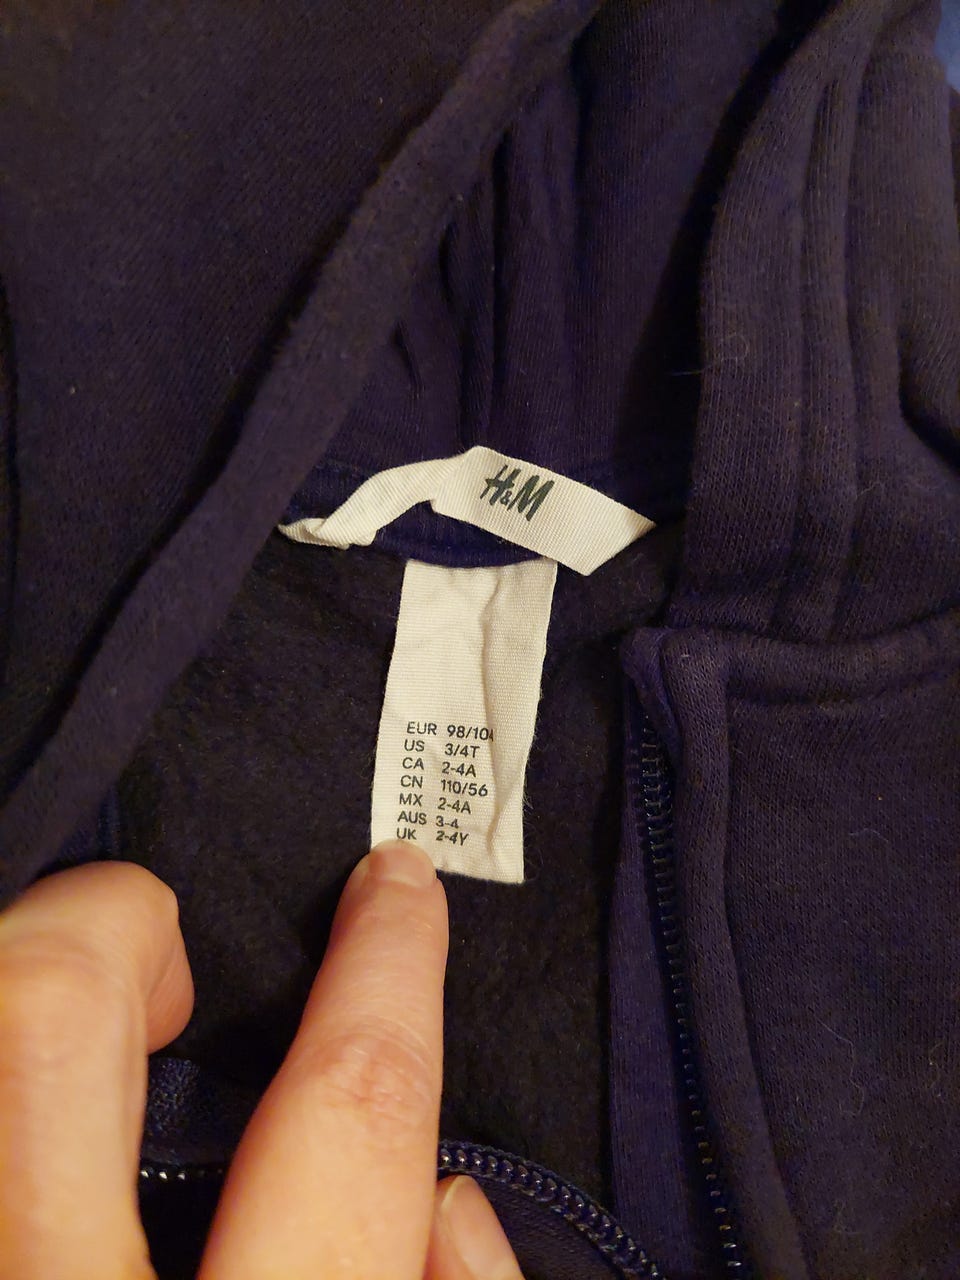 H&M
EUR 98/104
US 3/4T
CA 2-4A
CN 110/56
MX 2-4A
AUS 3-4
UK 2-4Y